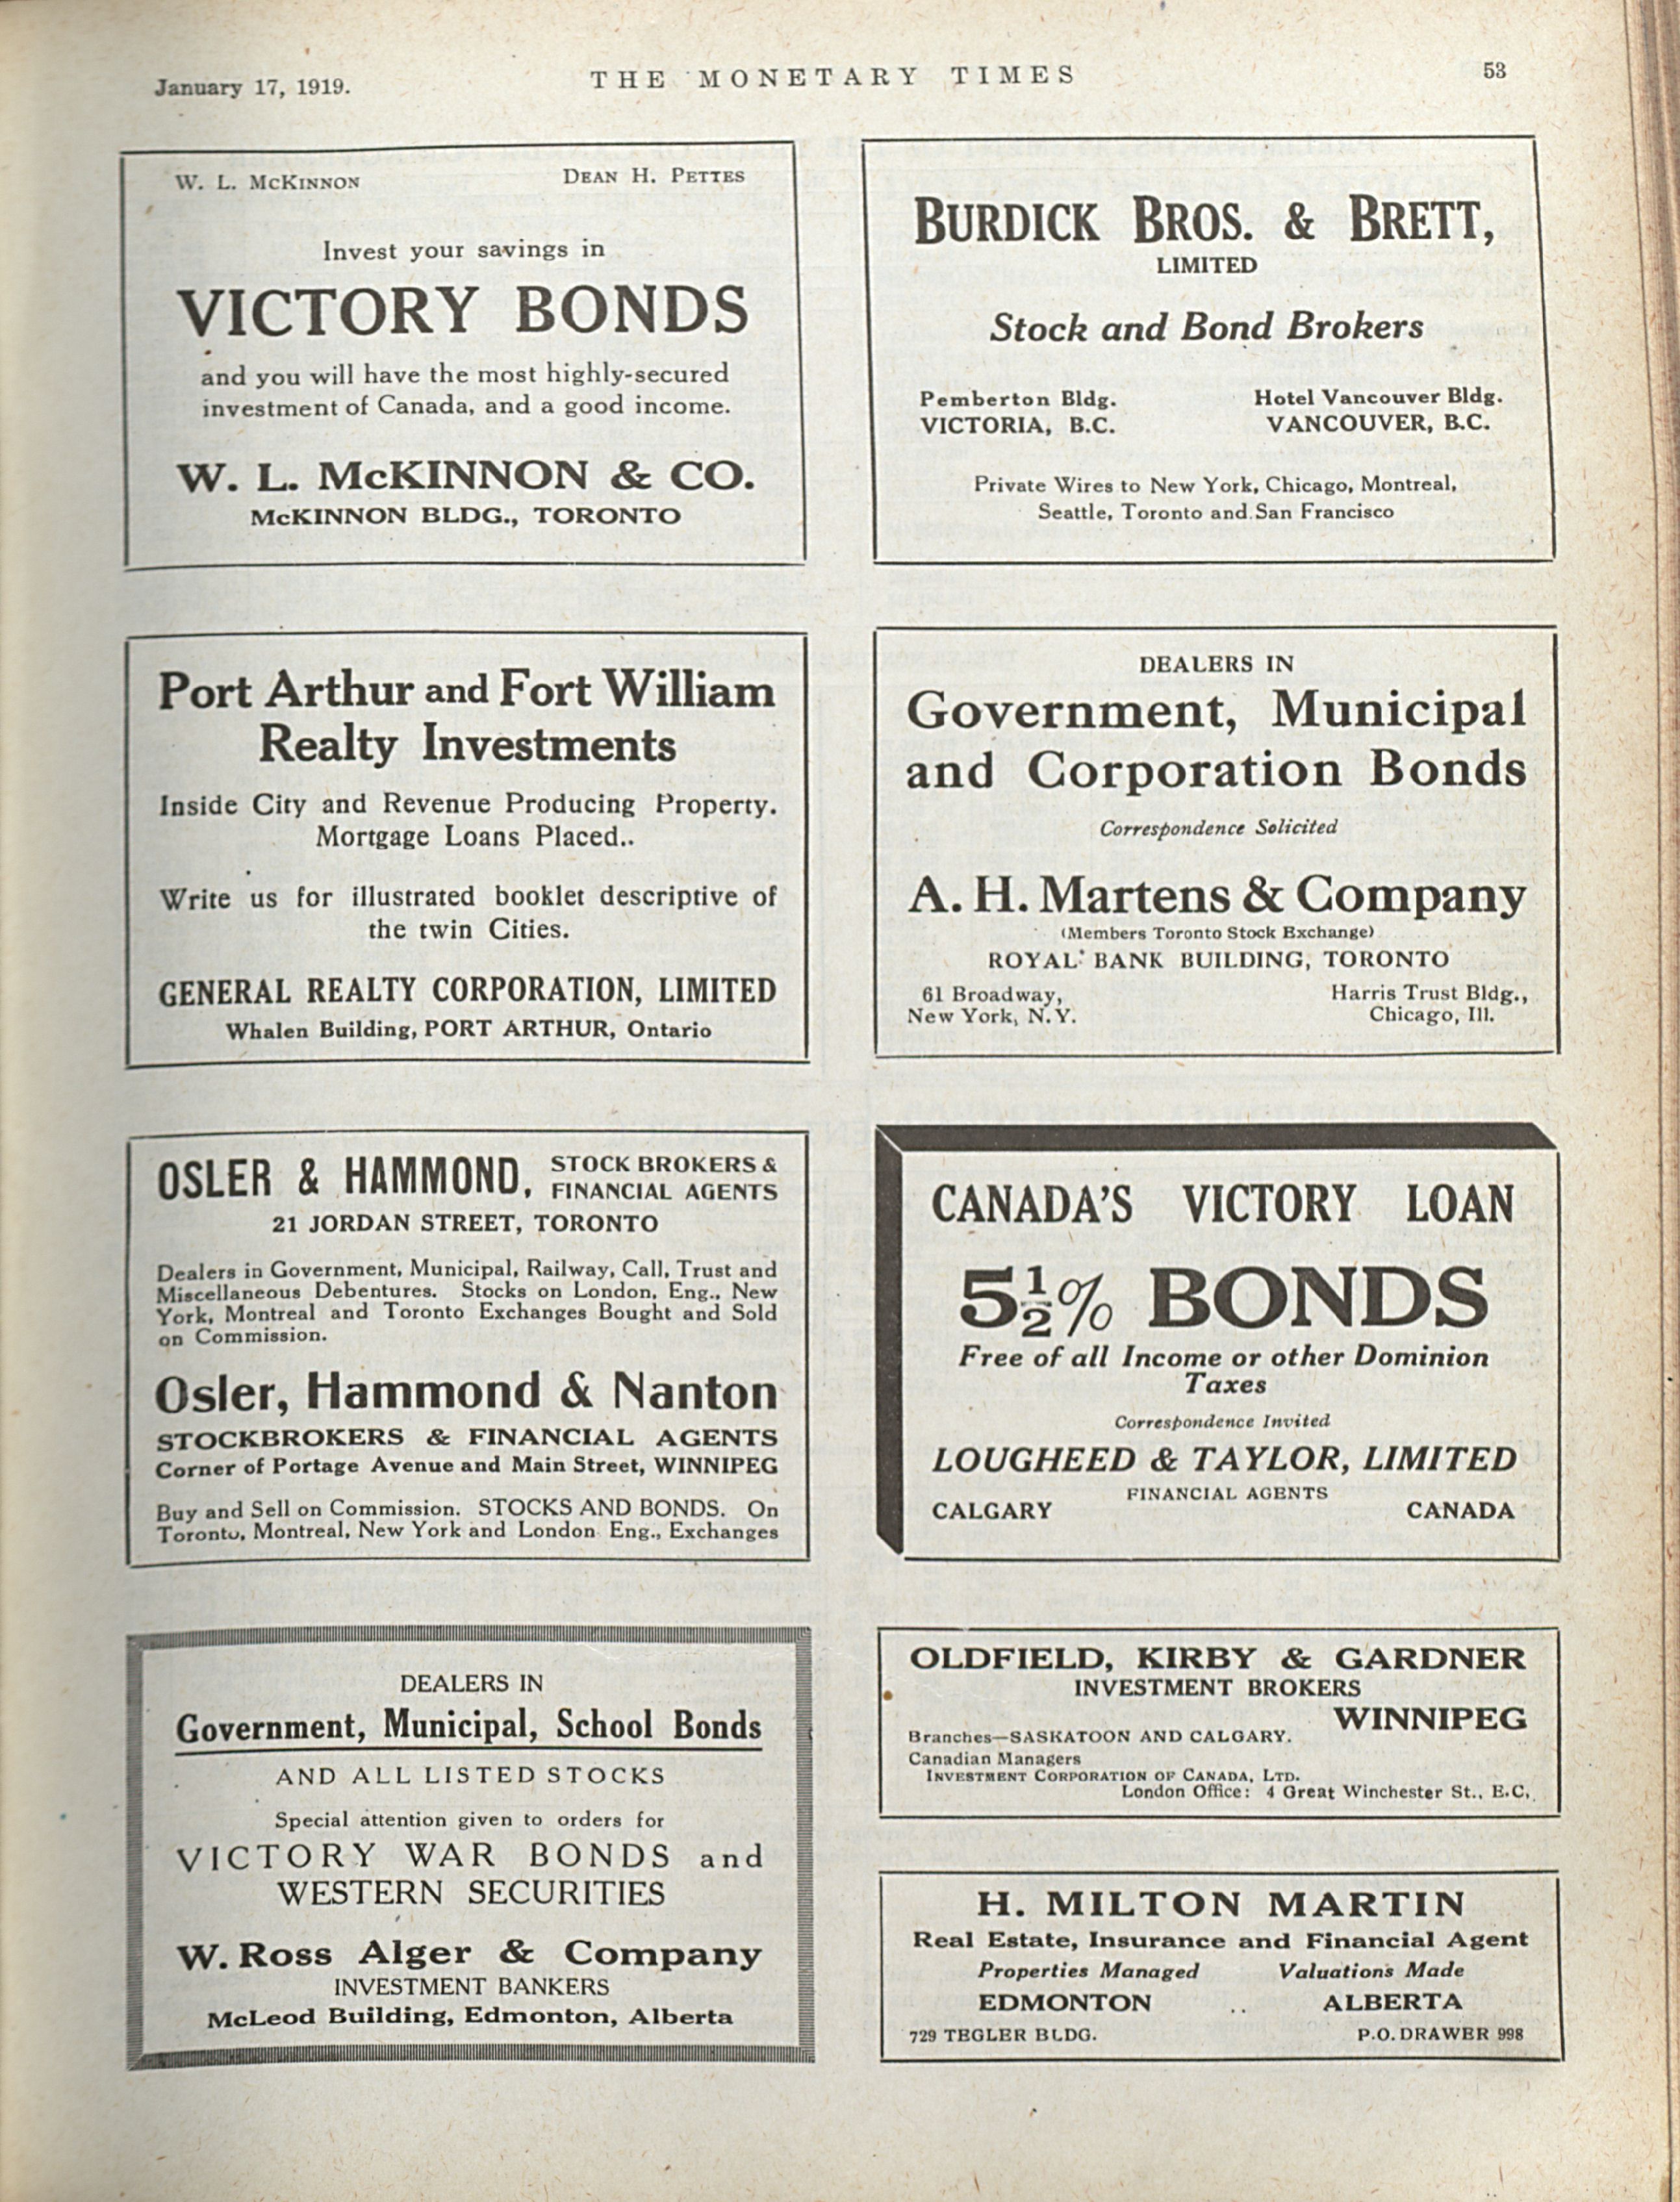 January 17, 1919.
THE MONETARY TIMES
53
W. L. McKinnon
Dean H. Pettes
Invest your savings in
VICTORY BONDS
and you will have the most highly-secured
investment of Canada, and a good income.
W. L. McKINNON & CO.
McKINNON BLDG., TORONTO
Port Arthur and Fort William
Realty Investments
Inside City and Revenue Producing Property.
Mortgage Loans Placed..
Write us for illustrated booklet descriptive of
the twin Cities.
GENERAL REALTY CORPORATION, LIMITED
Whalen Building, PORT ARTHUR, Ontario
OSLER & HAMMOND,
STOCK BROKERS &
FINANCIAL AGENTS
21 JORDAN STREET, TORONTO
Dealers in Government, Municipal, Railway, Call, Trust and
Miscellaneous Debentures. Stocks on London, Eng., New
York, Montreal and Toronto Exchanges Bought and Sold
on Commission.
Osler, Hammond & Nanton
STOCKBROKERS & FINANCIAL AGENTS
Corner of Portage Avenue and Main Street, WINNIPEG
Buy and Sell on Commission. STOCKS AND BONDS. On
Toronto, Montreal, New York and London Eng., Exchanges
DEALERS IN
Government, Municipal, School Bonds
AND ALL LISTED STOCKS
Special attention given to orders for
VICTORY WAR BONDS and
WESTERN SECURITIES
W. Ross Alger & Company
INVESTMENT BANKERS
McLeod Building, Edmonton, Alberta
BURDICK BROS. & BRETT,
LIMITED
Stock and Bond Brokers
Pemberton Bldg.
VICTORIA, B.C.
Hotel Vancouver Bldg.
VANCOUVER, B.C.
Private Wires to New York, Chicago, Montreal,
Seattle, Toronto and San Francisco
DEALERS IN
Government, Municipal
and Corporation Bonds
Correspondence Solicited
A. H. Martens & Company
(Members Toronto Stock Exchange)
ROYAL BANK BUILDING, TORONTO
61 Broadway,
New York, N.Y.
Harris Trust Bldg.,
Chicago, Ill.
CANADA'S VICTORY LOAN
5½% BONDS
Free of all Income or other Dominion
Taxes
Correspondence Invited
LOUGHEED & TAYLOR, LIMITED
FINANCIAL AGENTS
CALGARY
CANADA
OLDFIELD, KIRBY & GARDNER
INVESTMENT BROKERS
WINNIPEG
Branches—SASKATOON AND CALGARY.
Canadian Managers
Investment Corporation of Canada, Ltd.
London Office: 4 Great Winchester St., E.C.
H. MILTON MARTIN
Real Estate, Insurance and Financial Agent
Properties Managed Valuations Made
EDMONTON .. ALBERTA
729 TEGLER BLDG.
P.O. DRAWER 998